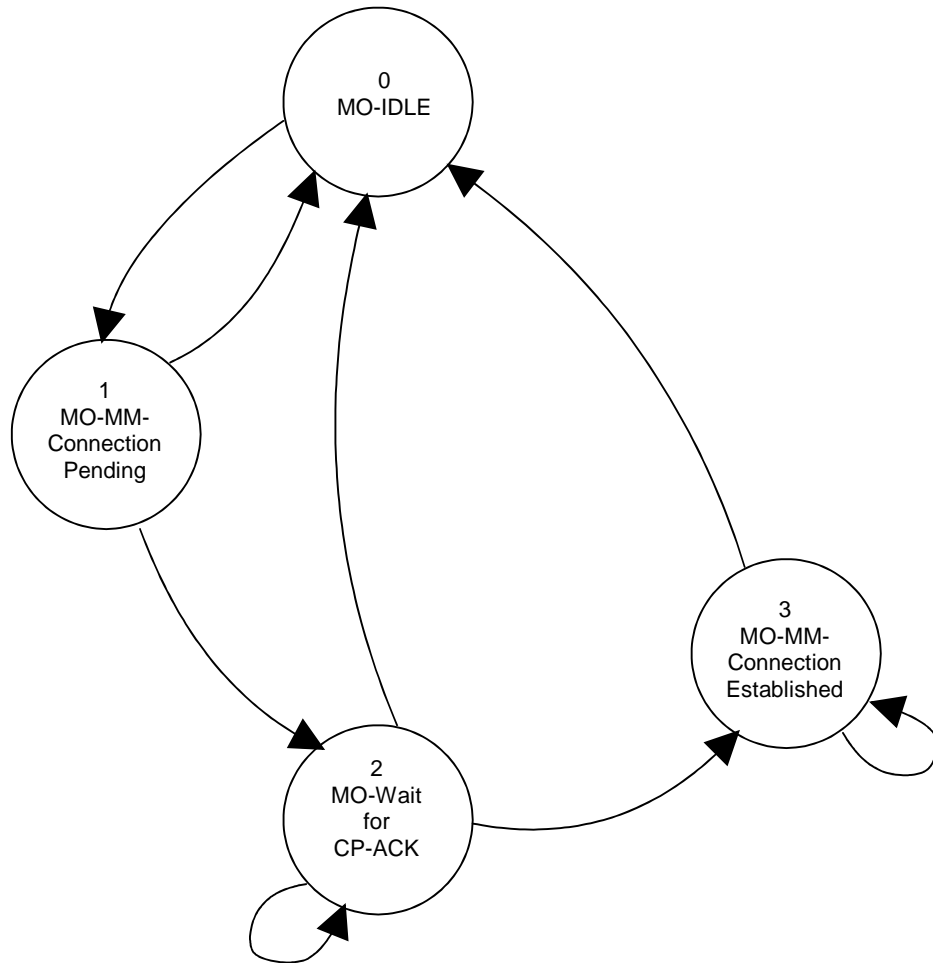 0
MO-IDLE
1
MO-MM-
Connection
Pending
3
MO-MM-
Connection
Established
2
MO-Wait
for
CP-ACK